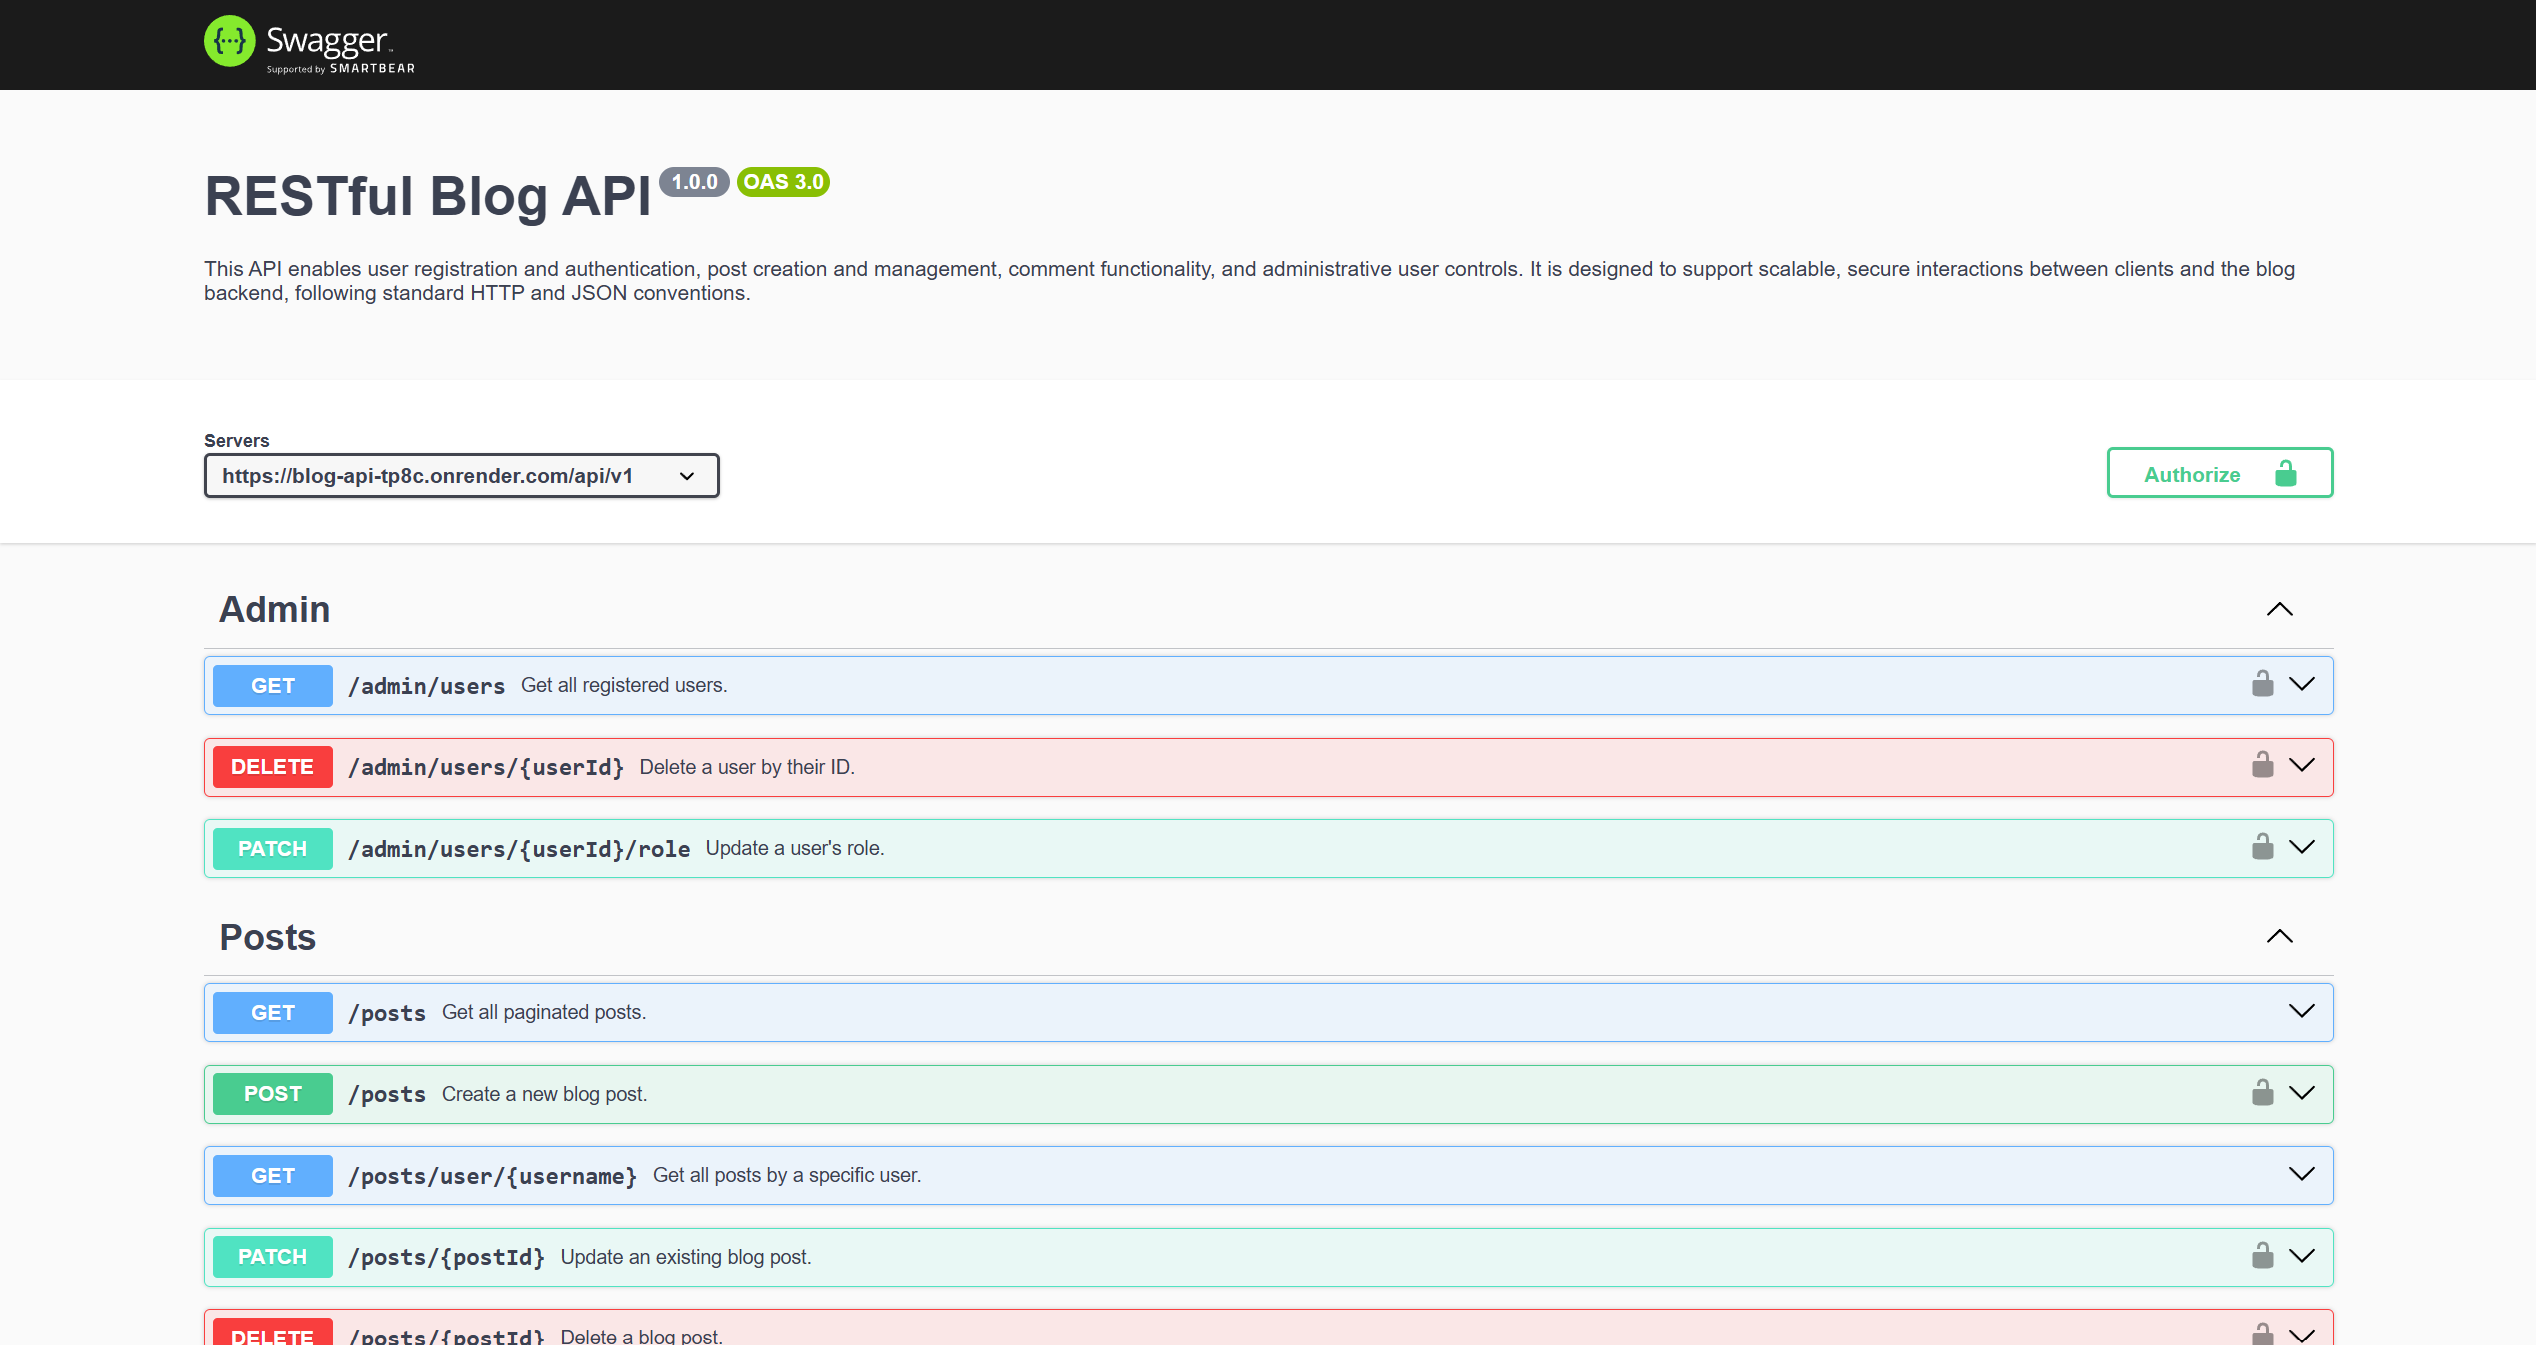 {···} Swagger™
Supported by SMARTBEAR
RESTful Blog API 1.0.0 OAS 3.0
This API enables user registration and authentication, post creation and management, comment functionality, and administrative user controls. It is designed to support scalable, secure interactions between clients and the blog
backend, following standard HTTP and JSON conventions.
Servers
https://blog-api-tp8c.onrender.com/api/v1
Authorize
Admin
GET /admin/users Get all registered users.
DELETE /admin/users/{userId} Delete a user by their ID.
PATCH /admin/users/{userId}/role Update a user's role.
Posts
GET /posts Get all paginated posts.
POST /posts Create a new blog post.
GET /posts/user/{username} Get all posts by a specific user.
PATCH /posts/{postId} Update an existing blog post.
DELETE /posts/{postId} Delete a blog post.